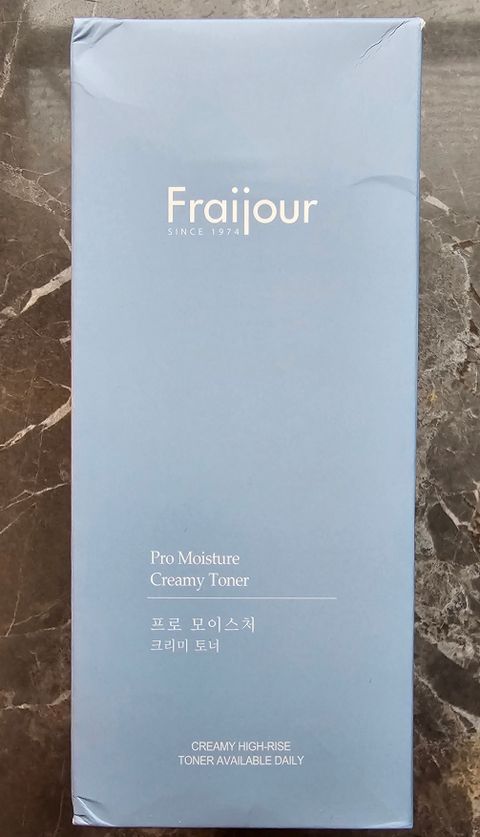 Fraijour
SINCE 1974
Pro Moisture
Creamy Toner
프로 모이스처
크리미 토너
CREAMY HIGH-RISE
TONER AVAILABLE DAILY